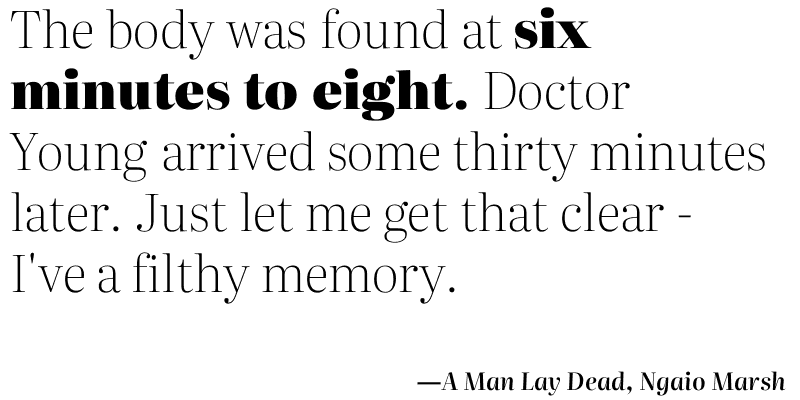 The body was found at six
minutes to eight. Doctor
Young arrived some thirty minutes
later. Just let me get that clear -
I've a filthy memory.
—A Man Lay Dead, Ngaio Marsh